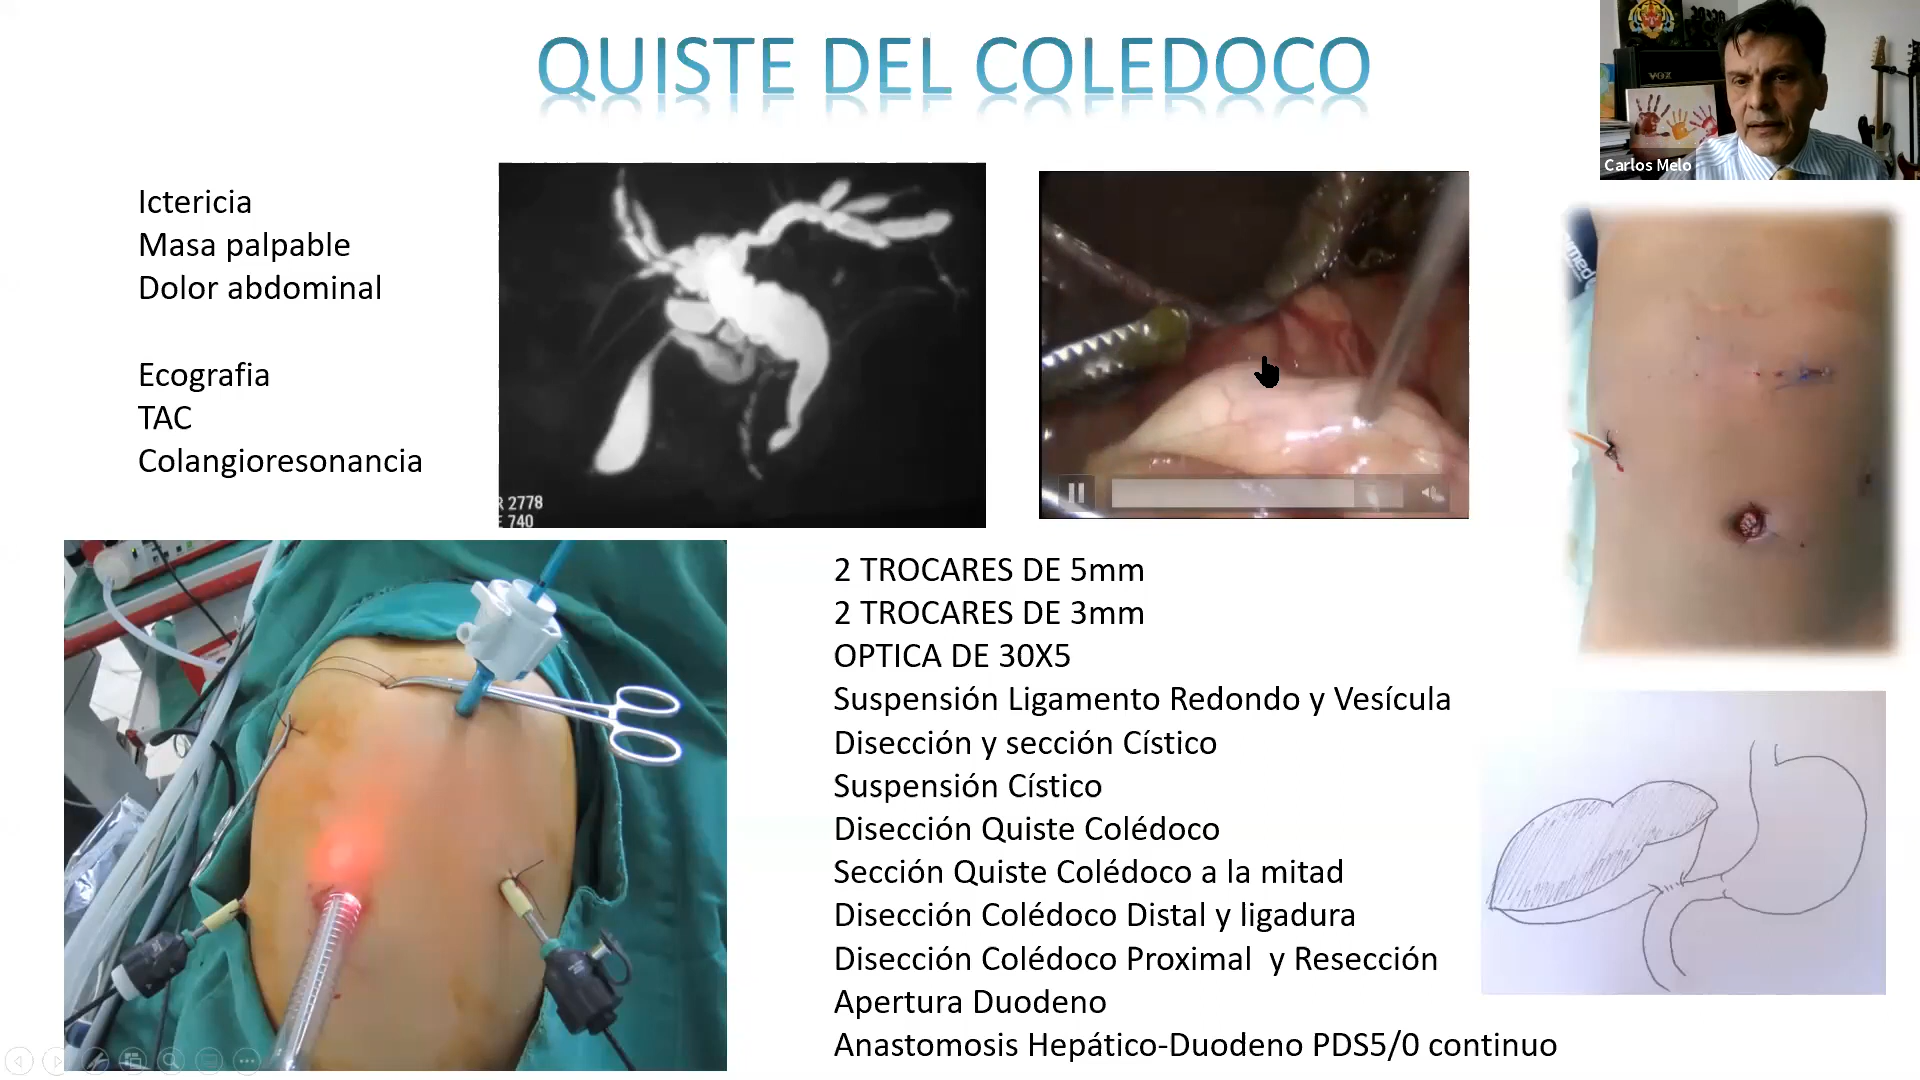 QUISTE DEL COLEDOCO
VOX
Carlos Melo
Ictericia
Masa palpable
Dolor abdominal
Ecografia
TAC
Colangioresonancia
R 2778
E 740
2 TROCARES DE 5mm
2 TROCARES DE 3mm
OPTICA DE 30X5
Suspensión Ligamento Redondo y Vesícula
Disección y sección Cístico
Suspensión Cístico
Disección Quiste Colédoco
Sección Quiste Colédoco a la mitad
Disección Colédoco Distal y ligadura
Disección Colédoco Proximal y Resección
Apertura Duodeno
Anastomosis Hepático-Duodeno PDS5/0 continuo